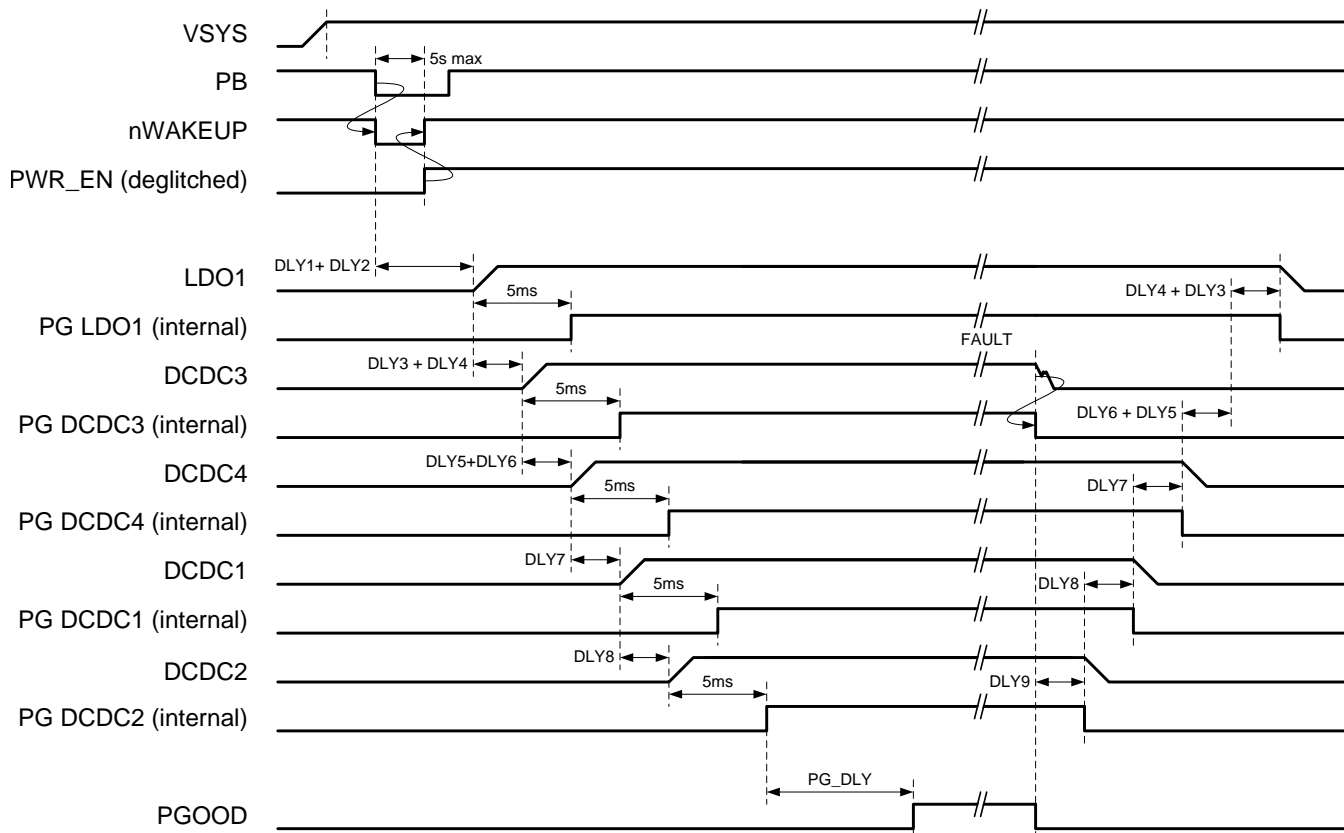 VSYS
5s max
PB
nWAKEUP
PWR_EN (deglitched)
DLY1+ DLY2
LDO1
5ms
DLY4 + DLY3
PG LDO1 (internal)
FAULT
DLY3 + DLY4
DCDC3
5ms
DLY6 + DLY5
PG DCDC3 (internal)
DLY5+DLY6
DCDC4
5ms
DLY7
PG DCDC4 (internal)
DLY7
DCDC1
5ms
DLY8
PG DCDC1 (internal)
DLY8
DCDC2
5ms
DLY9
PG DCDC2 (internal)
PG_DLY
PGOOD